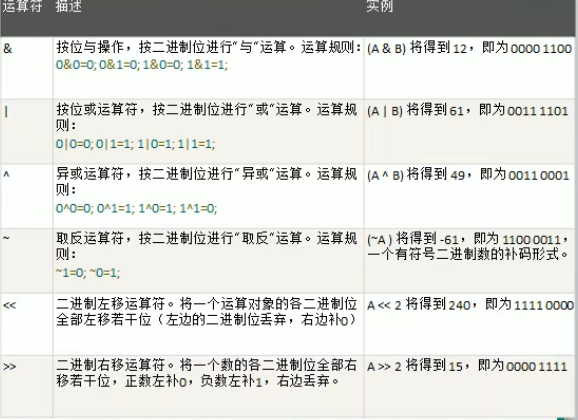 运算符 描述 实例
& 按位与操作，按二进制位进行"与"运算。运算规则： (A & B) 将得到 12，即为 0000 1100
0&0=0; 0&1=0; 1&0=0; 1&1=1;
| 按位或运算符，按二进制位进行"或"运算。运算规 (A | B) 将得到 61，即为 0011 1101
则：
0|0=0; 0|1=1; 1|0=1; 1|1=1;
^ 异或运算符，按二进制位进行"异或"运算。运算规 (A ^ B) 将得到 49，即为 0011 0001
则：
0^0=0; 0^1=1; 1^0=1; 1^1=0;
~ 取反运算符，按二进制位进行"取反"运算。运算规 (~A ) 将得到 -61，即为 1100 0011，
则： 一个有符号二进制数的补码形式。
~1=0; ~0=1;
<< 二进制左移运算符。将一个运算对象的各二进制位 A << 2 将得到 240，即为 1111 0000
全部左移若干位（左边的二进制位丢弃，右边补0）
>> 二进制右移运算符。将一个数的各二进制位全部右 A >> 2 将得到 15，即为 0000 1111
移若干位，正数左补0，负数左补1，右边丢弃。